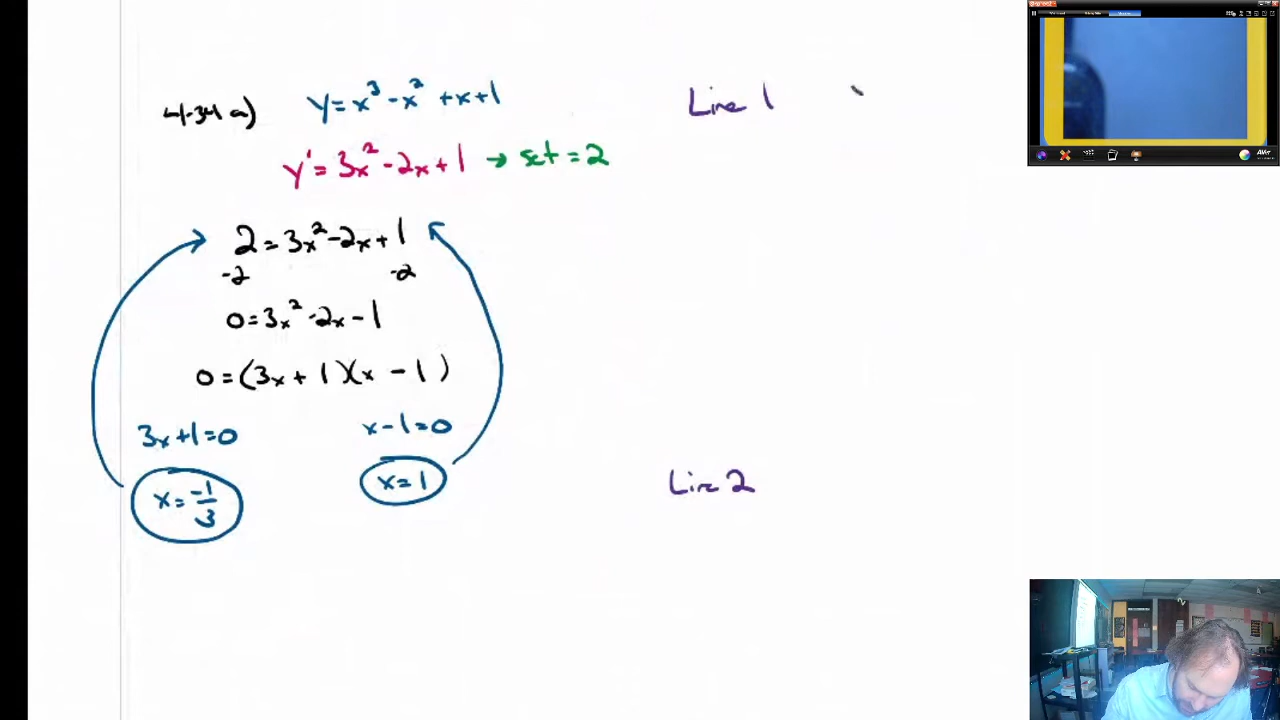 4-34 a) y = x³ - x² + x + 1
y' = 3x² - 2x + 1 → set = 2
2 = 3x² - 2x + 1
-2 -2
0 = 3x² - 2x - 1
0 = (3x + 1)(x - 1)
3x + 1 = 0 x - 1 = 0
x = -1/3 x = 1
Line 1
Line 2